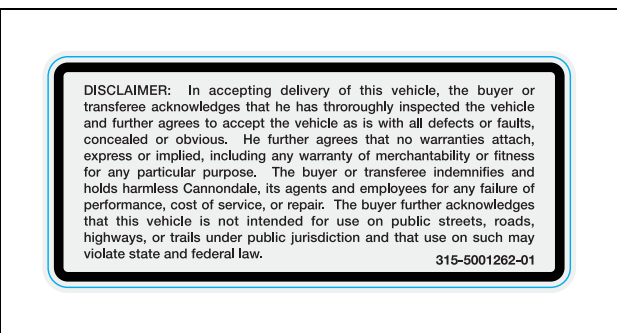 DISCLAIMER: In accepting delivery of this vehicle, the buyer or
transferee acknowledges that he has throroughly inspected the vehicle
and further agrees to accept the vehicle as is with all defects or faults,
concealed or obvious. He further agrees that no warranties attach,
express or implied, including any warranty of merchantability or fitness
for any particular purpose. The buyer or transferee indemnifies and
holds harmless Cannondale, its agents and employees for any failure of
performance, cost of service, or repair. The buyer further acknowledges
that this vehicle is not intended for use on public streets, roads,
highways, or trails under public jurisdiction and that use on such may
violate state and federal law.
315-5001262-01